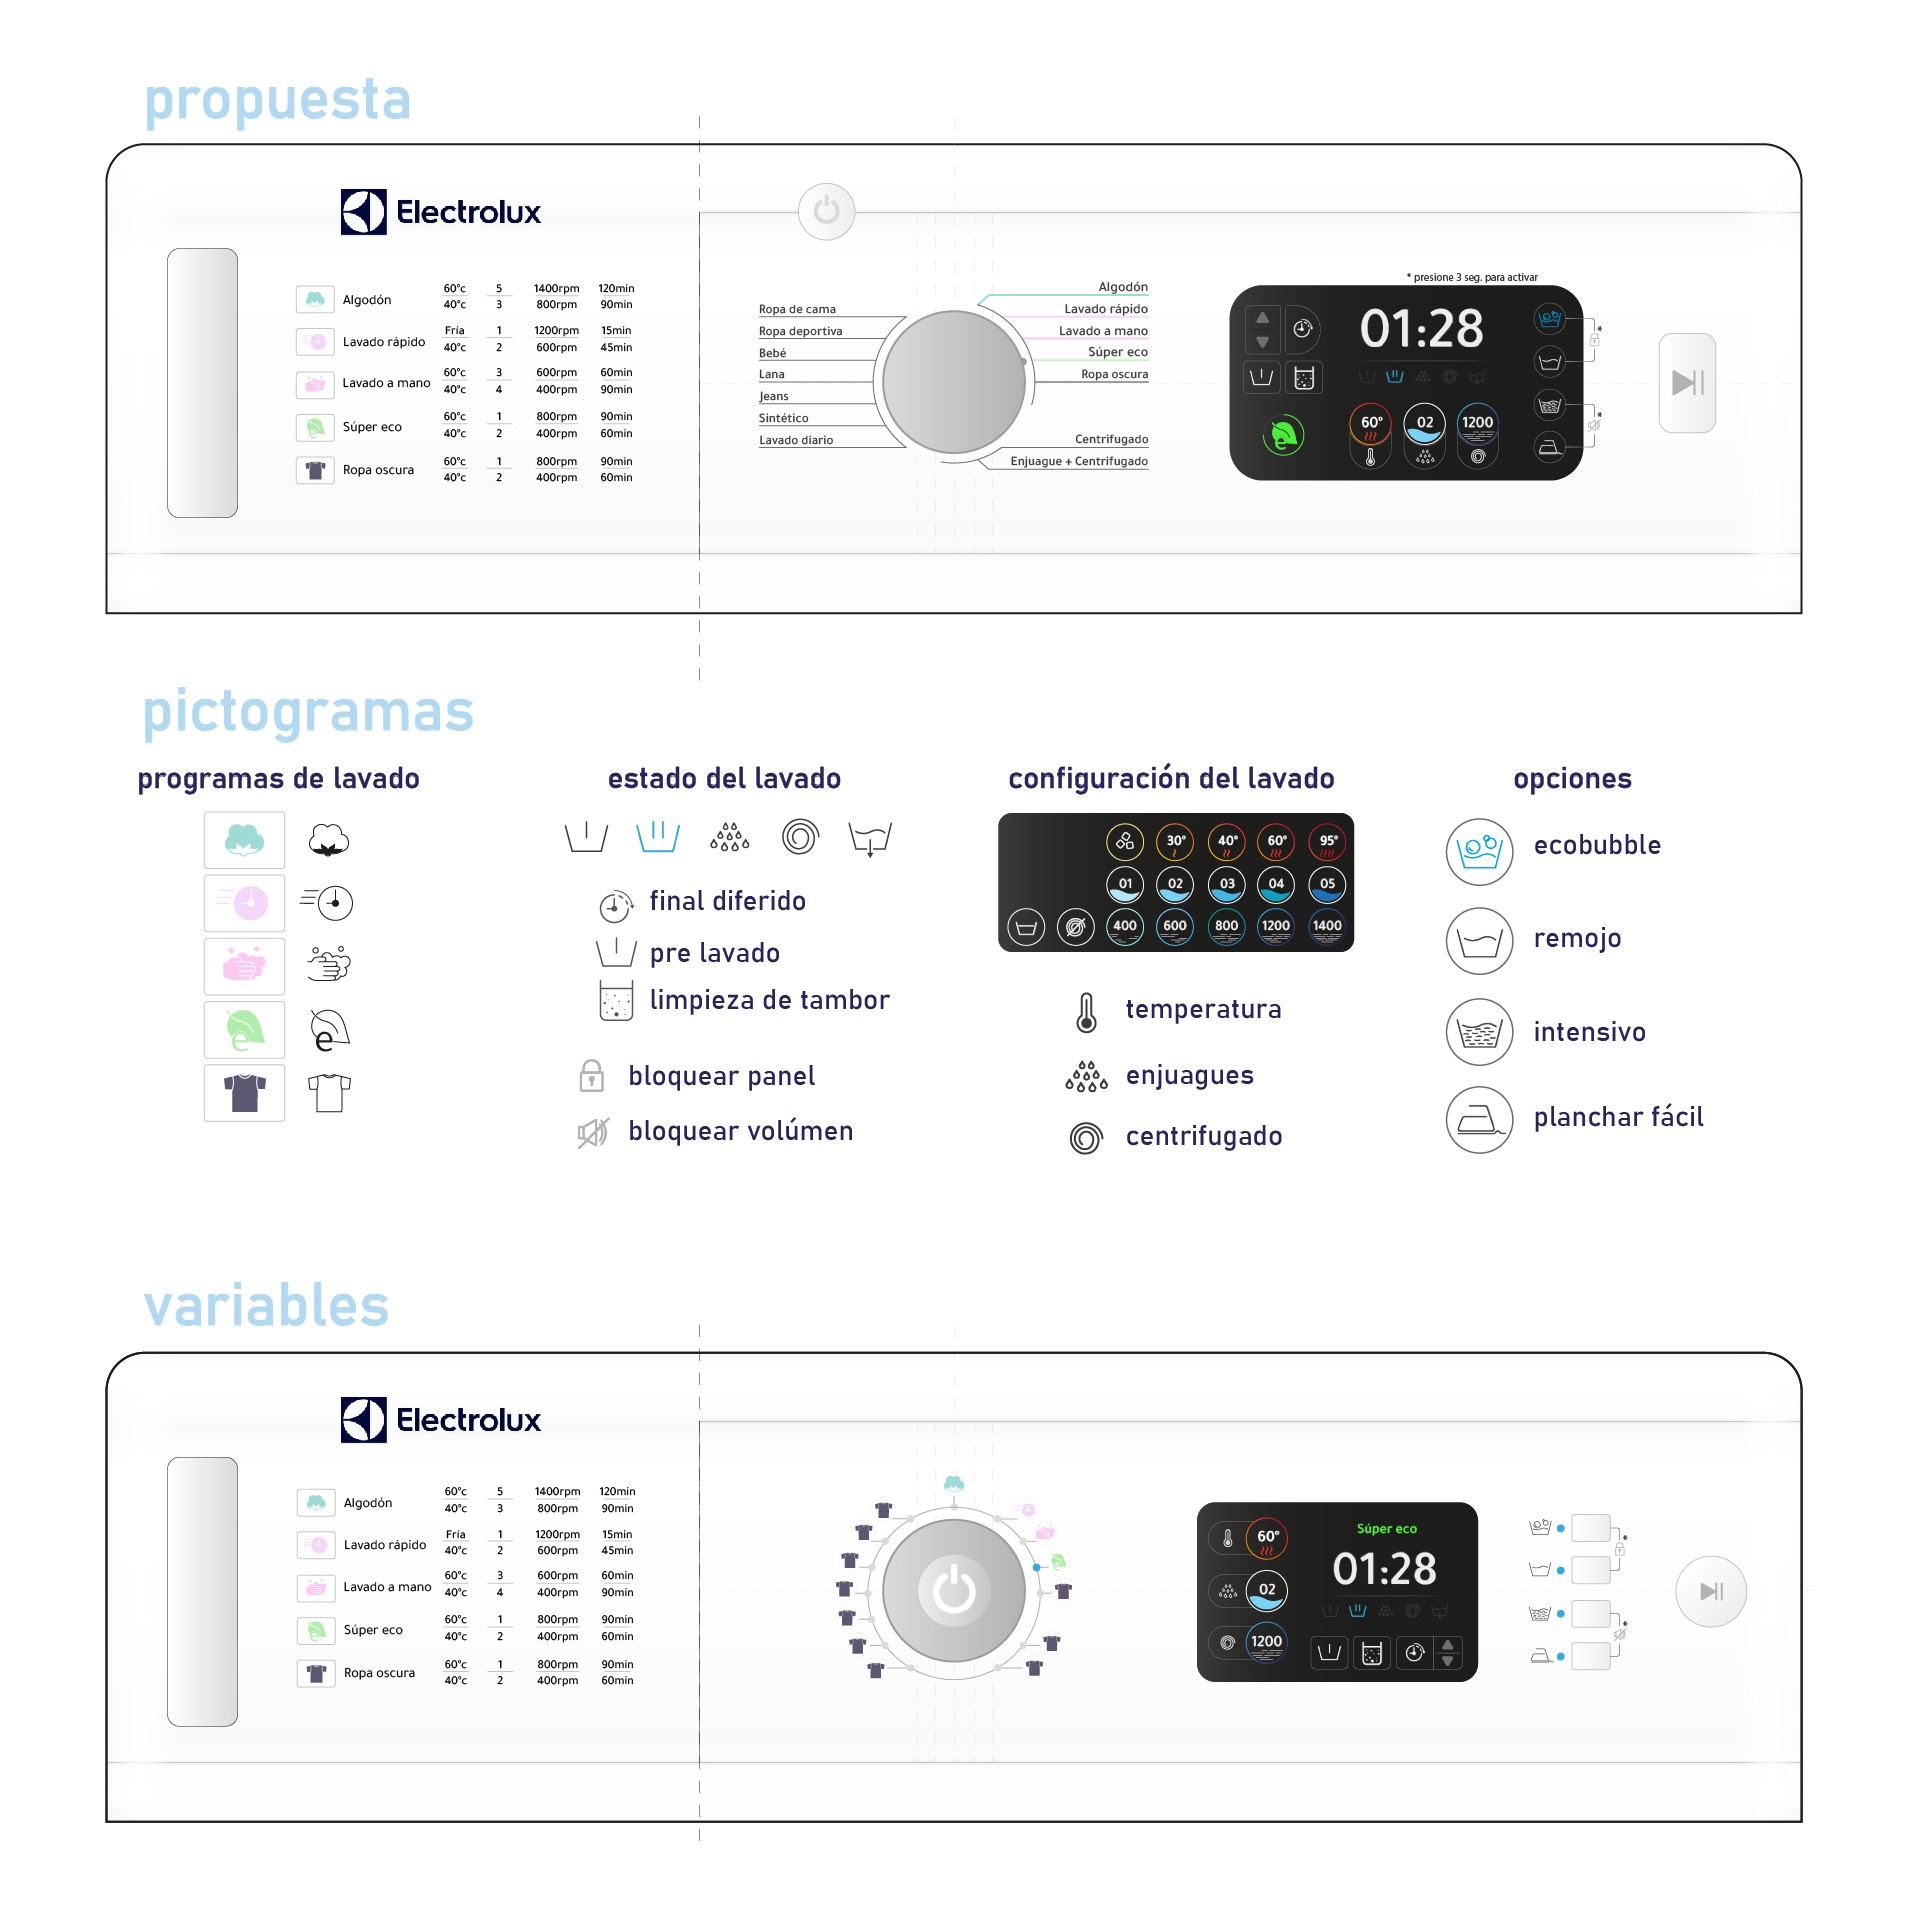 propuesta
Electrolux
* presione 3 seg. para activar
Algodón 60°c 5 1400rpm 120min
40°c 3 800rpm 90min
Lavado rápido Fría 1 1200rpm 15min
40°c 2 600rpm 45min
Lavado a mano 60°c 3 600rpm 60min
40°c 4 400rpm 90min
Súper eco 60°c 1 800rpm 90min
40°c 2 400rpm 60min
Ropa oscura 60°c 1 800rpm 90min
40°c 2 400rpm 60min
Ropa de cama
Ropa deportiva
Bebé
Lana
Jeans
Sintético
Lavado diario
Algodón
Lavado rápido
Lavado a mano
Súper eco
Ropa oscura
Centrifugado
Enjuague + Centrifugado
01:28
*
e
60° 02 1200
*
pictogramas
programas de lavado
e
e
estado del lavado
final diferido
pre lavado
limpieza de tambor
bloquear panel
bloquear volúmen
configuración del lavado
30° 40° 60° 95°
01 02 03 04 05
400 600 800 1200 1400
temperatura
enjuagues
centrifugado
opciones
ecobubble
remojo
intensivo
planchar fácil
variables
Electrolux
Algodón 60°c 5 1400rpm 120min
40°c 3 800rpm 90min
Lavado rápido Fría 1 1200rpm 15min
40°c 2 600rpm 45min
Lavado a mano 60°c 3 600rpm 60min
40°c 4 400rpm 90min
Súper eco 60°c 1 800rpm 90min
40°c 2 400rpm 60min
Ropa oscura 60°c 1 800rpm 90min
40°c 2 400rpm 60min
60°
02
1200
Súper eco
01:28
*
*